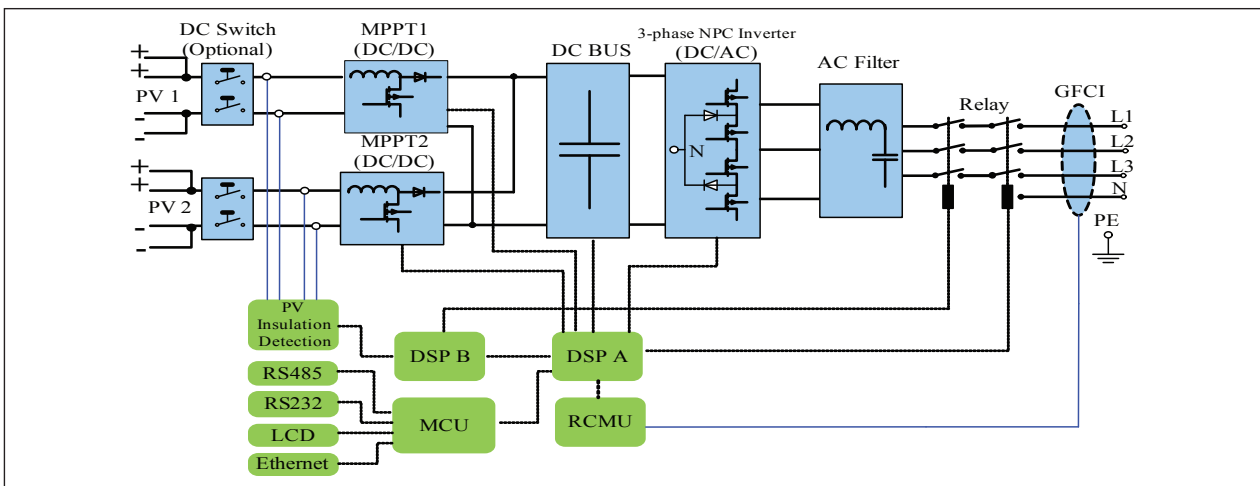 DC Switch
(Optional)
MPPT1
(DC/DC)
DC BUS
3-phase NPC Inverter
(DC/AC)
AC Filter
Relay
GFCI
+
+
PV 1
-
-
L1
L2
L3
N
N
PE
MPPT2
(DC/DC)
+
+
PV 2
-
-
PV
Insulation
Detection
DSP B
DSP A
RS485
RS232
LCD
Ethernet
MCU
RCMU